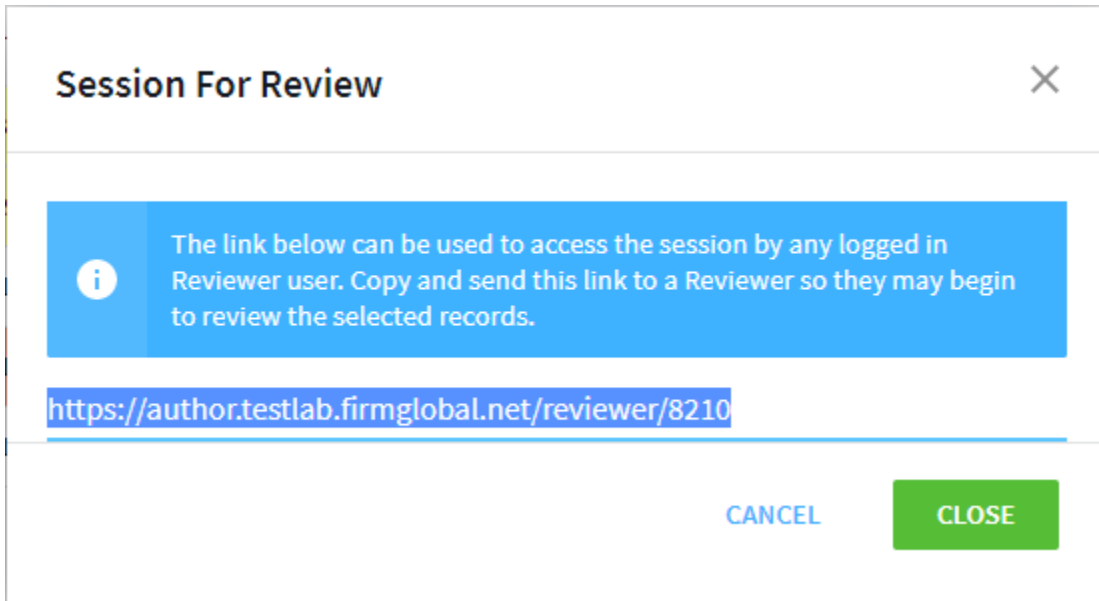 Session For Review
The link below can be used to access the session by any logged in
Reviewer user. Copy and send this link to a Reviewer so they may begin
to review the selected records.
https://author.testlab.firmglobal.net/reviewer/8210
CANCEL CLOSE